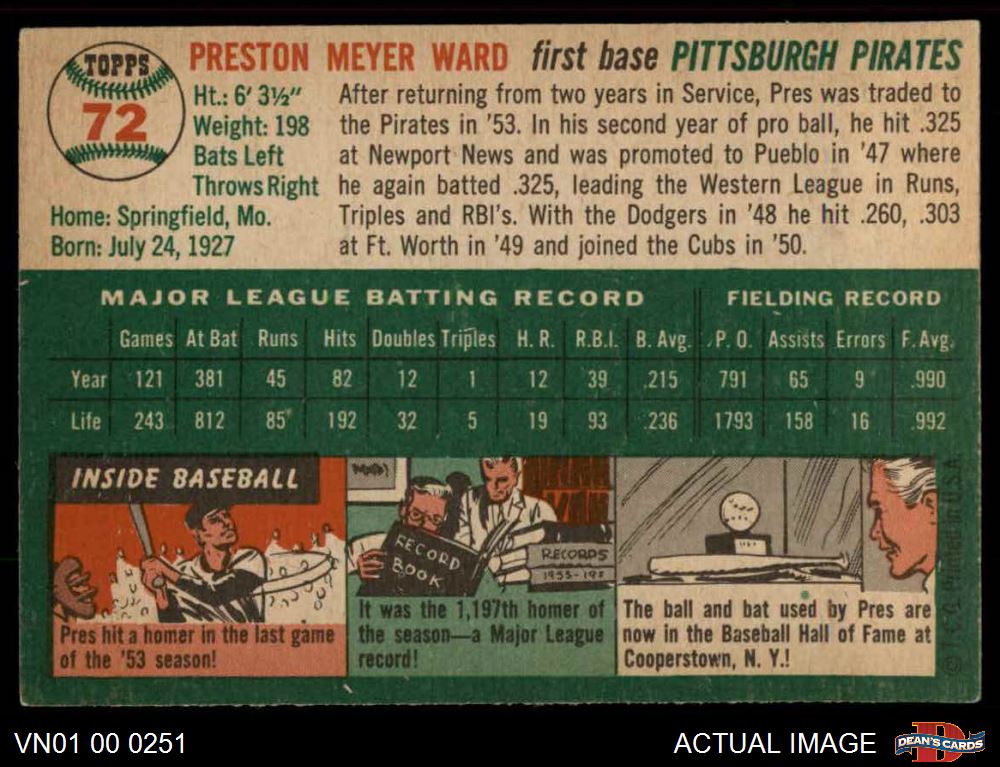 TOPPS
72
PRESTON MEYER WARD first base PITTSBURGH PIRATES
Ht.: 6' 3½"
Weight: 198
Bats Left
Throws Right
Home: Springfield, Mo.
Born: July 24, 1927
After returning from two years in Service, Pres was traded to
the Pirates in '53. In his second year of pro ball, he hit .325
at Newport News and was promoted to Pueblo in '47 where
he again batted .325, leading the Western League in Runs,
Triples and RBI's. With the Dodgers in '48 he hit .260, .303
at Ft. Worth in '49 and joined the Cubs in '50.
MAJOR LEAGUE BATTING RECORD FIELDING RECORD
Games At Bat Runs Hits Doubles Triples H. R. R.B.I. B. Avg. P. O. Assists Errors F. Avg.
Year 121 381 45 82 12 1 12 39 .215 791 65 9 .990
Life 243 812 85 192 32 5 19 93 .236 1793 158 16 .992
INSIDE BASEBALL
RECORD
BOOK
RECORDS
Pres hit a homer in the last game
of the '53 season!
It was the 1,197th homer of
the season—a Major League
record!
The ball and bat used by Pres are
now in the Baseball Hall of Fame at
Cooperstown, N. Y.!
© T.C.G. Printed in U.S.A.
VN01 00 0251
ACTUAL IMAGE
DEAN'S CARDS